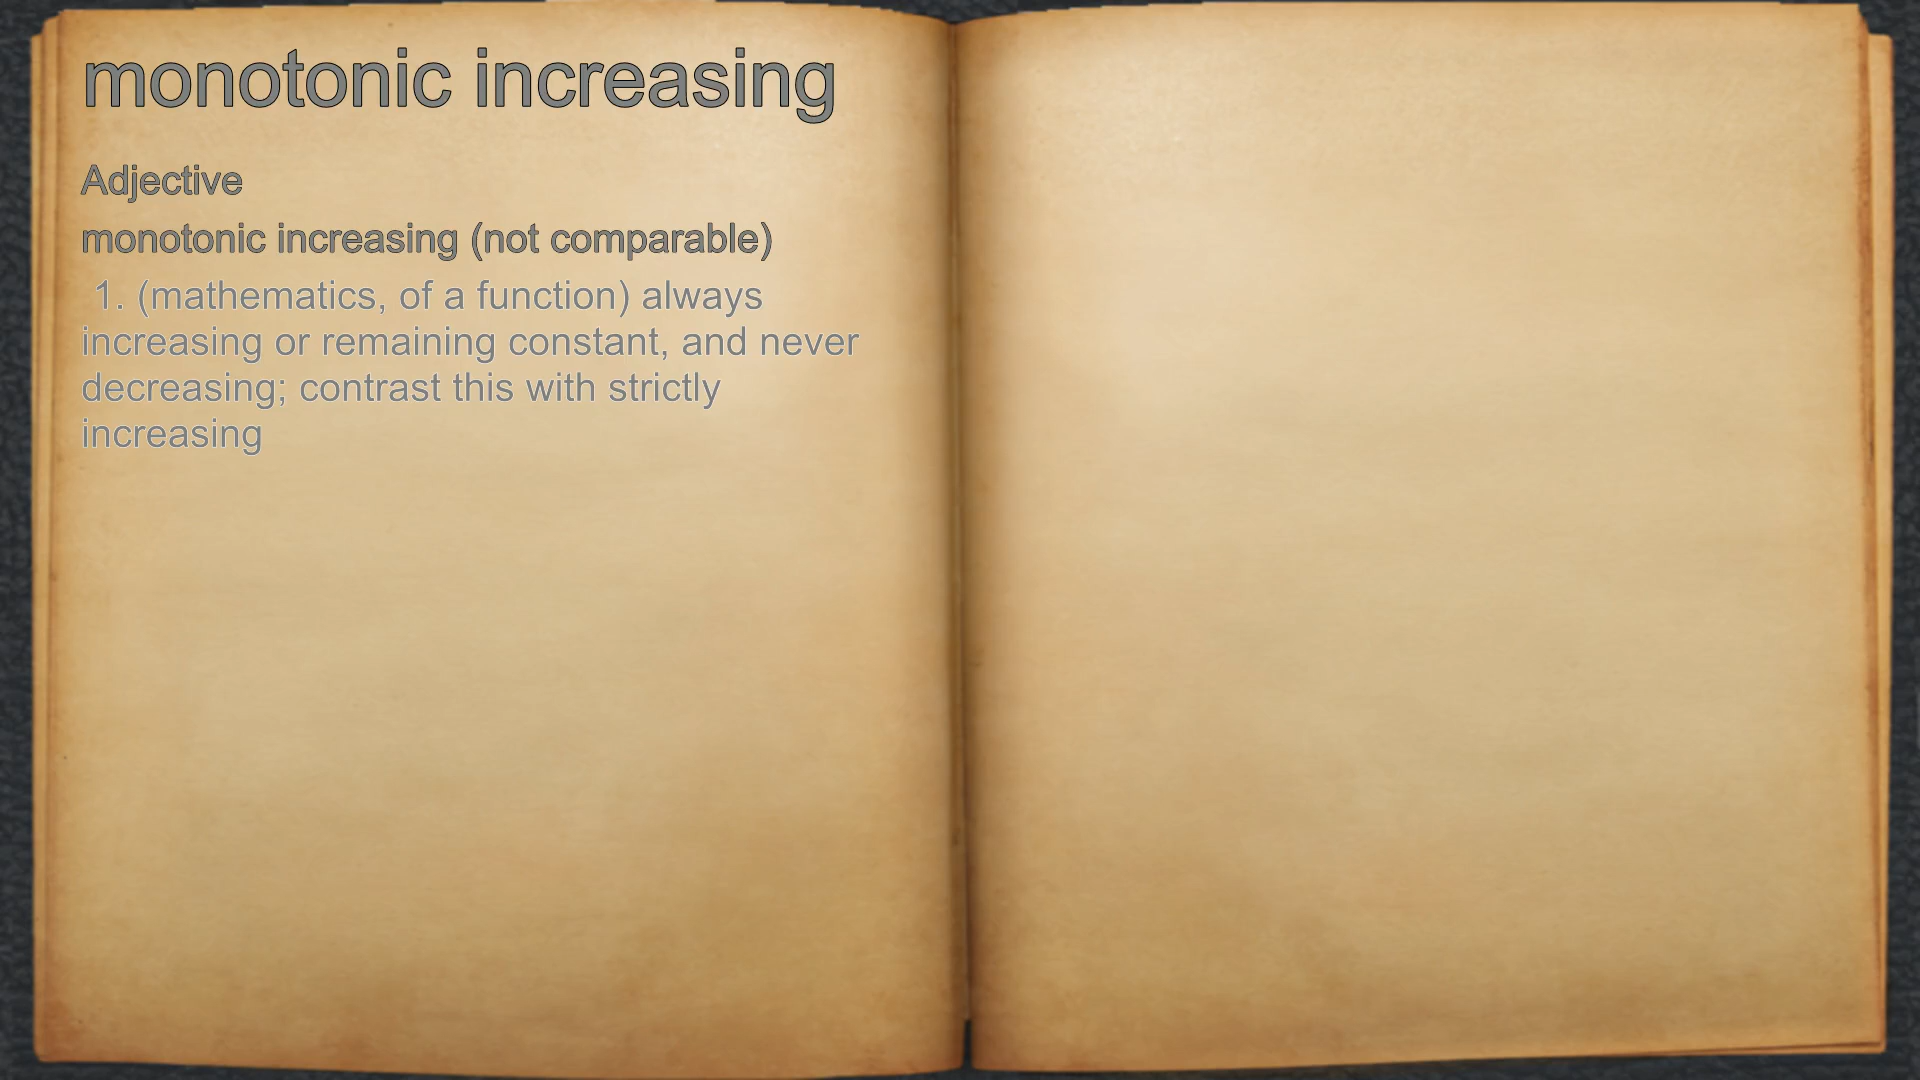 monotonic increasing
Adjective
monotonic increasing (not comparable)
1. (mathematics, of a function) always
increasing or remaining constant, and never
decreasing; contrast this with strictly
increasing